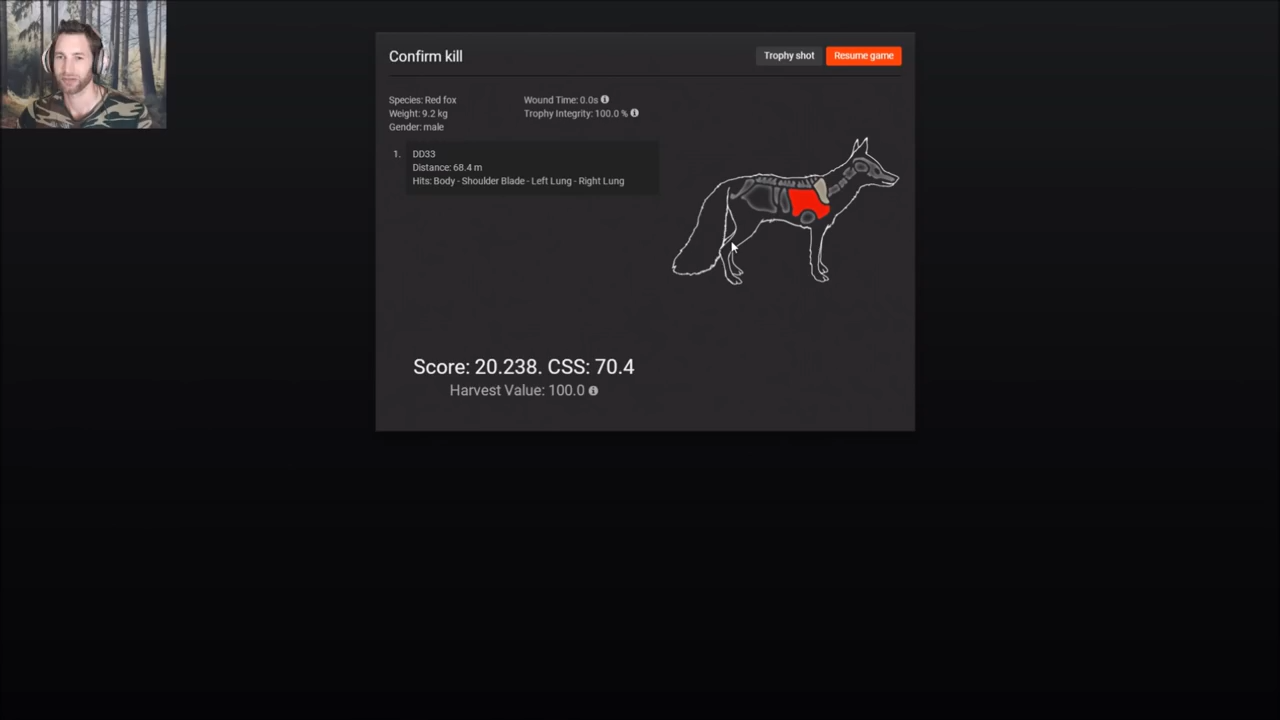 Confirm kill
Trophy shot
Resume game
Species: Red fox
Weight: 9.2 kg
Gender: male
Wound Time: 0.0s
Trophy Integrity: 100.0 %
1.
DD33
Distance: 68.4 m
Hits: Body - Shoulder Blade - Left Lung - Right Lung
Score: 20.238. CSS: 70.4
Harvest Value: 100.0